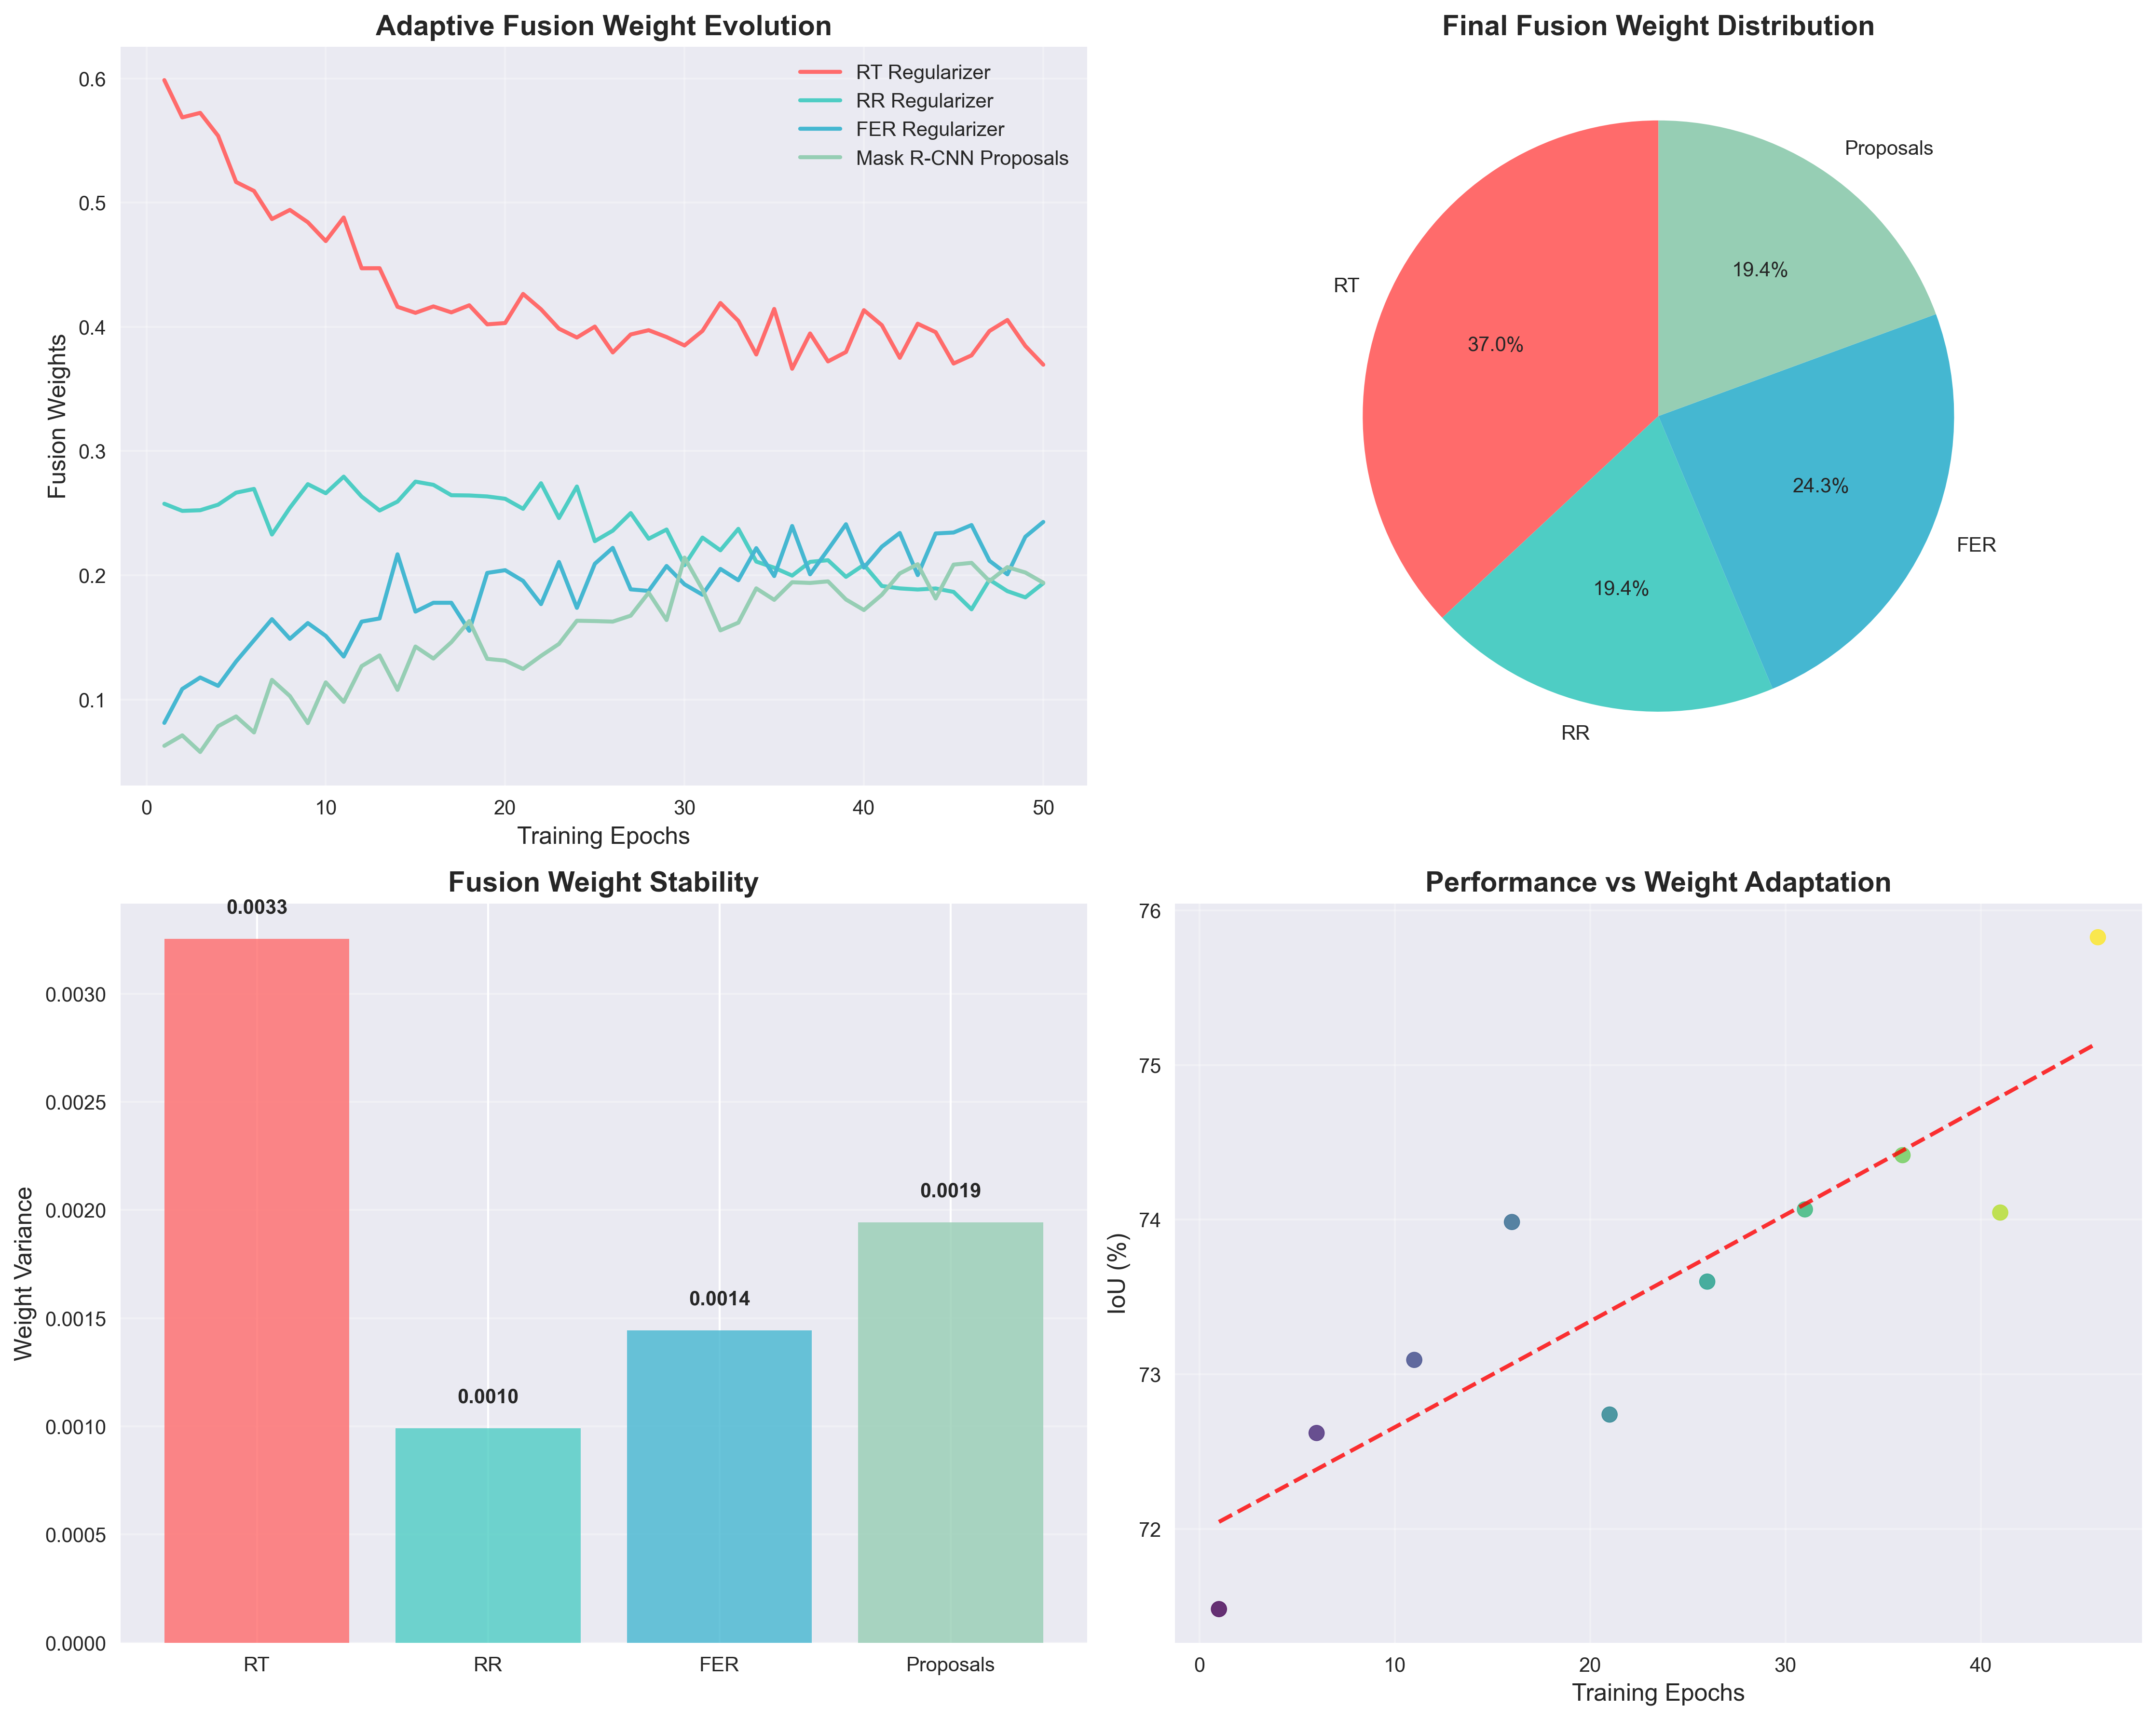 Adaptive Fusion Weight Evolution
Fusion Weights
0.6
0.5
0.4
0.3
0.2
0.1
RT Regularizer
RR Regularizer
FER Regularizer
Mask R-CNN Proposals
0 10 20 30 40 50
Training Epochs
Final Fusion Weight Distribution
Proposals
19.4%
RT
37.0%
24.3%
FER
19.4%
RR
Fusion Weight Stability
Weight Variance
0.0030
0.0025
0.0020
0.0015
0.0010
0.0005
0.0000
0.0033
0.0010
0.0014
0.0019
RT RR FER Proposals
Performance vs Weight Adaptation
IoU (%)
76
75
74
73
72
0 10 20 30 40
Training Epochs